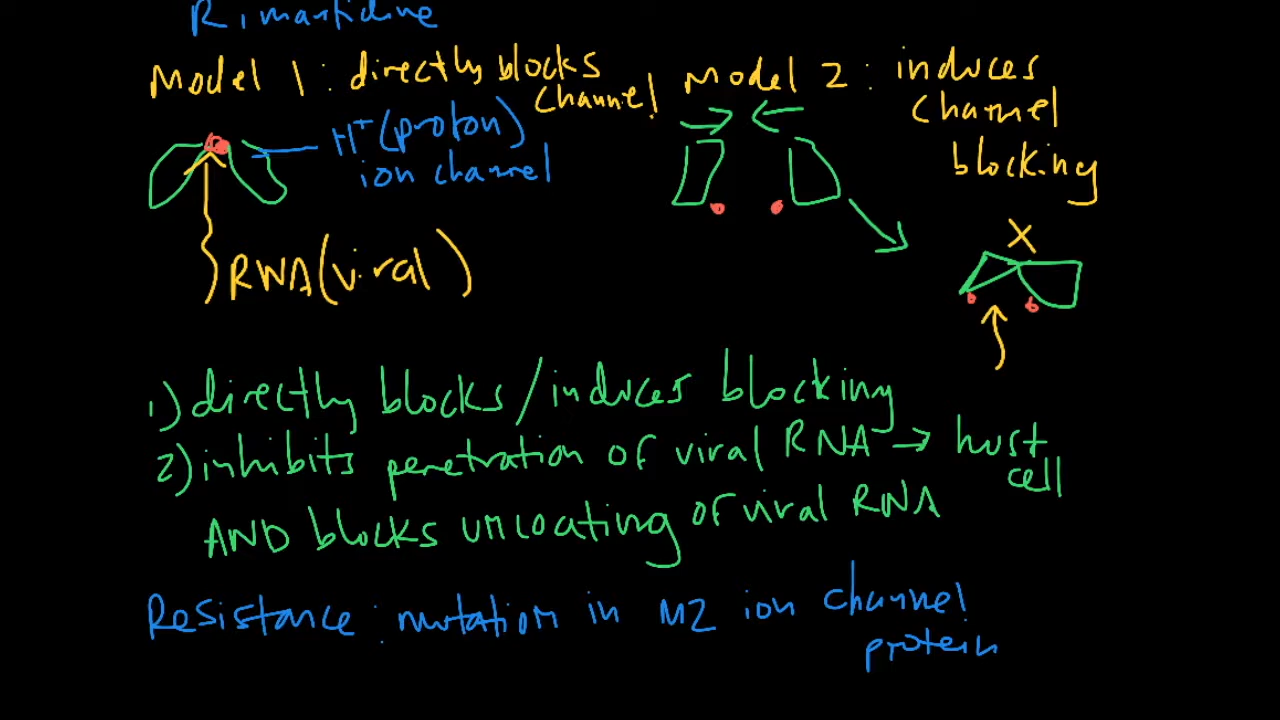 Rimantidine
Model 1: directly blocks
channel
Model 2: induces
channel
blocking
H+ (proton)
ion channel
RNA (viral)
X
1) directly blocks/induces blocking
2) inhibits penetration of viral RNA → host
cell
AND blocks uncoating of viral RNA
Resistance: mutation in M2 ion channel
protein